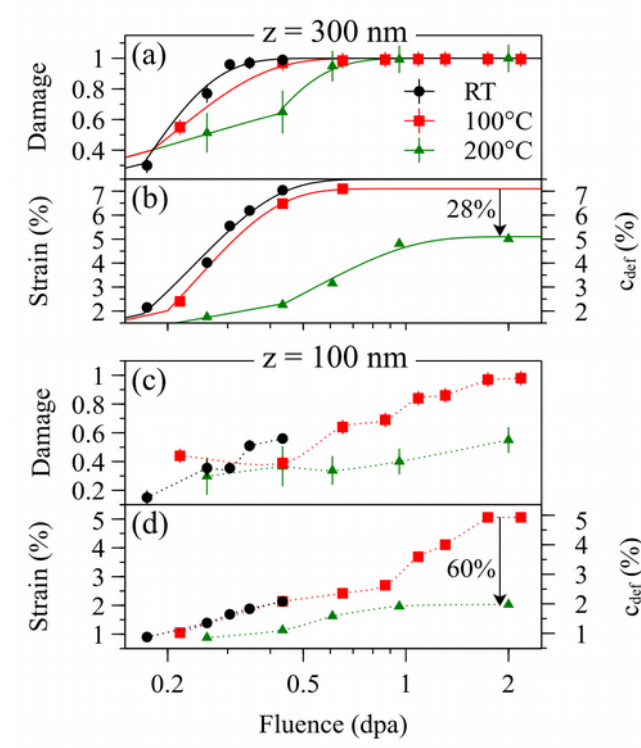 z = 300 nm
(a)
Damage
1
0.8
0.6
0.4
RT
100°C
200°C
(b)
Strain (%)
7
6
5
4
3
2
28%
7
6
5
4
3
2
c_def (%)
z = 100 nm
(c)
Damage
1
0.8
0.6
0.4
0.2
(d)
Strain (%)
5
4
3
2
1
60%
5
4
3
2
1
c_def (%)
0.2 0.5 1 2
Fluence (dpa)